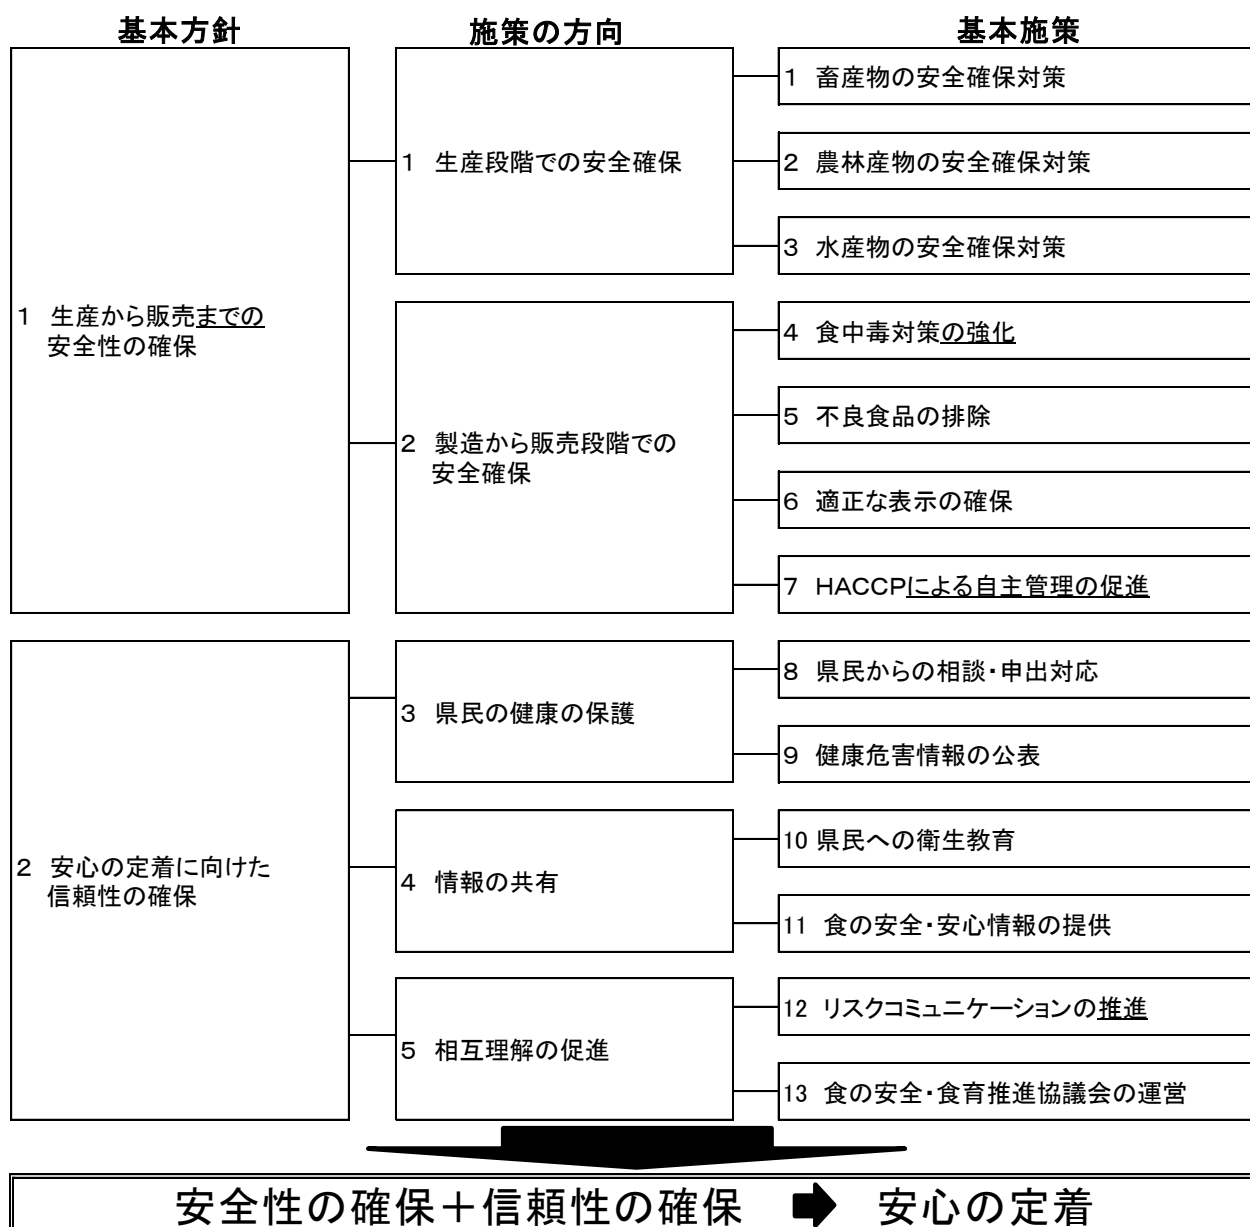 基本方針
施策の方向
基本施策
1 生産から販売までの
安全性の確保
1 生産段階での安全確保
1 畜産物の安全確保対策
2 農林産物の安全確保対策
3 水産物の安全確保対策
2 製造から販売段階での
安全確保
4 食中毒対策の強化
5 不良食品の排除
6 適正な表示の確保
7 HACCPによる自主管理の促進
2 安心の定着に向けた
信頼性の確保
3 県民の健康の保護
8 県民からの相談・申出対応
9 健康危害情報の公表
4 情報の共有
10 県民への衛生教育
11 食の安全・安心情報の提供
5 相互理解の促進
12 リスクコミュニケーションの推進
13 食の安全・食育推進協議会の運営
安全性の確保＋信頼性の確保 ➡ 安心の定着